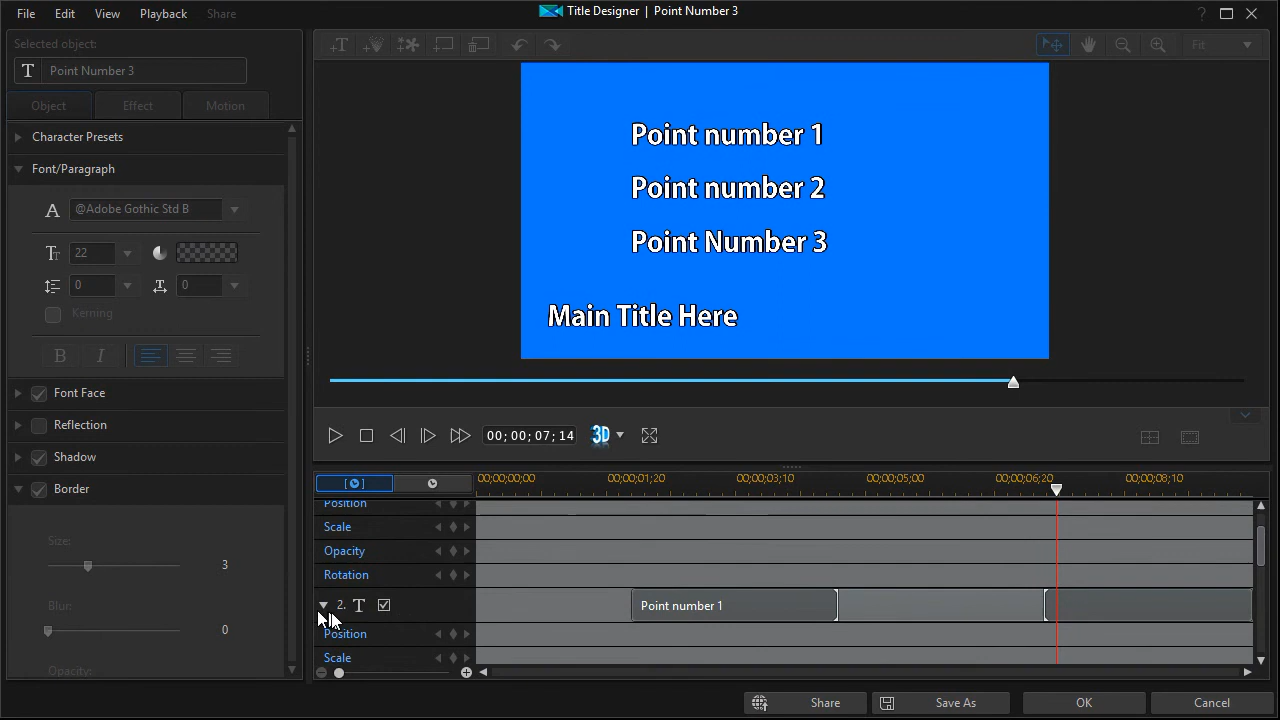 File Edit View Playback Share
Title Designer | Point Number 3
?
Selected object:
T Point Number 3
Object Effect Motion
Character Presets
Font/Paragraph
A @Adobe Gothic Std B
22
0 0
Kerning
B I
Font Face
Reflection
Shadow
Border
Size:
3
Blur:
0
Opacity:
Fit
Point number 1
Point number 2
Point Number 3
Main Title Here
00;00;07;14 3D
00;00;00;00 00;00;01;20 00;00;03;10 00;00;05;00 00;00;06;20 00;00;08;10
Position
Scale
Opacity
Rotation
2. T Point number 1
Position
Scale
Share Save As OK Cancel